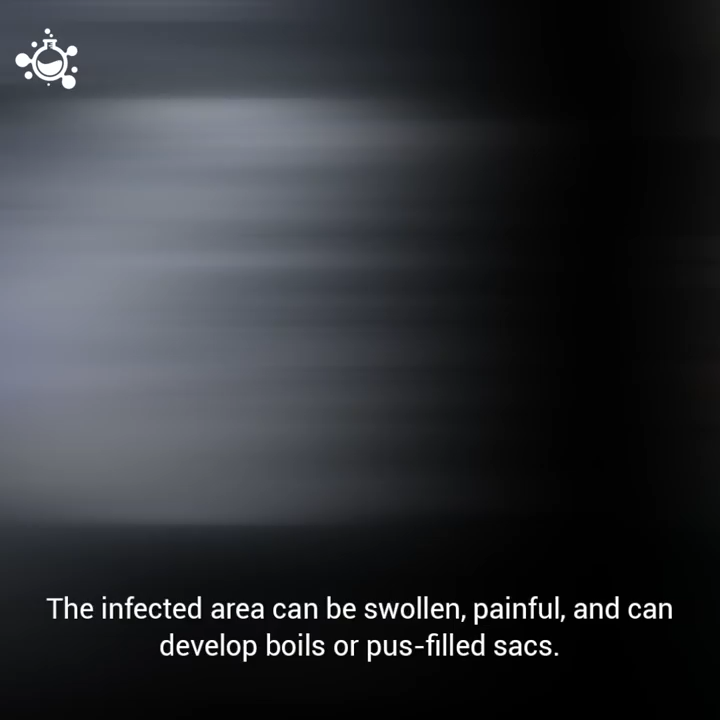 The infected area can be swollen, painful, and can
develop boils or pus-filled sacs.